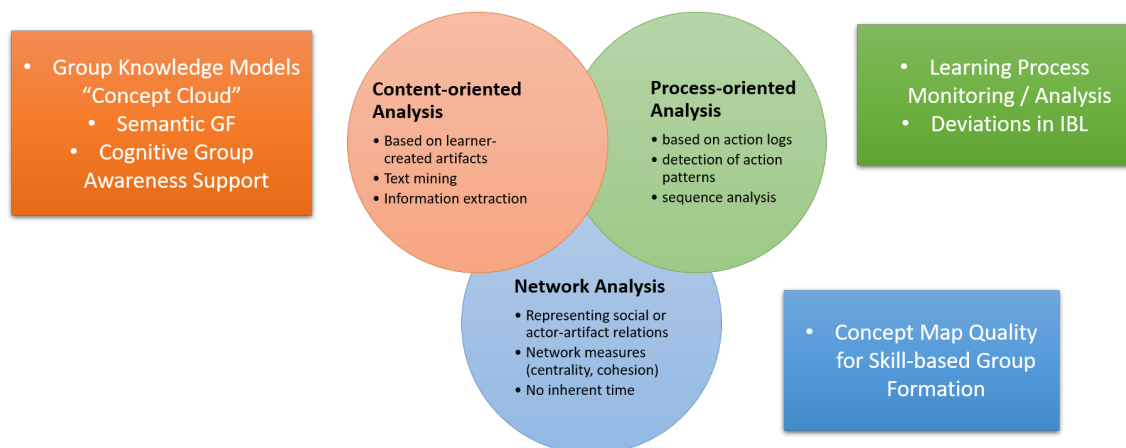 • Group Knowledge Models
“Concept Cloud”
• Semantic GF
• Cognitive Group
Awareness Support
Content-oriented
Analysis
• Based on learner-
created artifacts
• Text mining
• Information extraction
Process-oriented
Analysis
• based on action logs
• detection of action
patterns
• sequence analysis
• Learning Process
Monitoring / Analysis
• Deviations in IBL
Network Analysis
• Representing social or
actor-artifact relations
• Network measures
(centrality, cohesion)
• No inherent time
• Concept Map Quality
for Skill-based Group
Formation